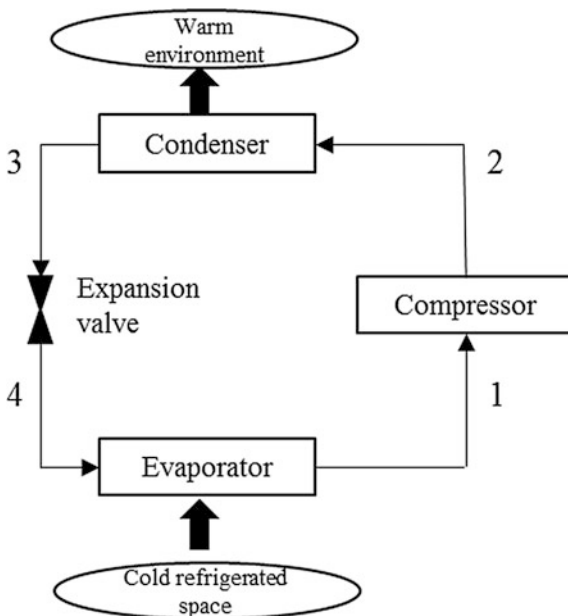 Warm
environment
Condenser
3
2
Expansion
valve
Compressor
4
1
Evaporator
Cold refrigerated
space